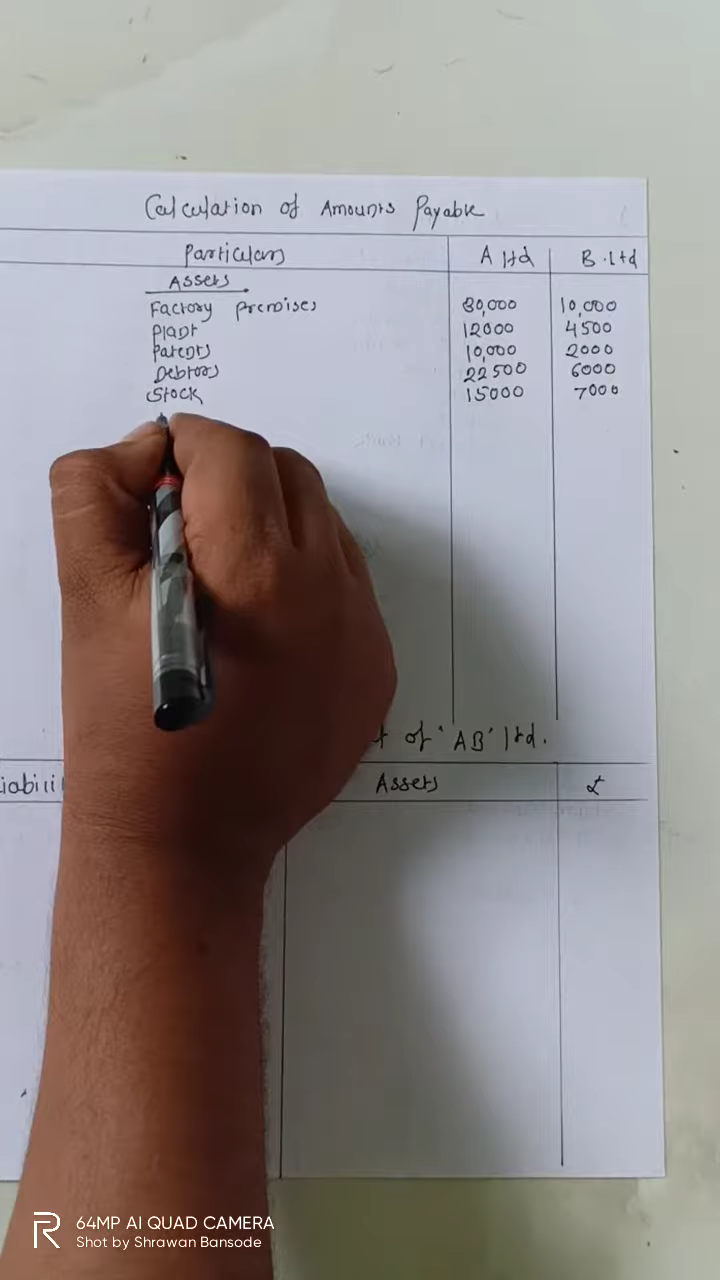 Calculation of Amounts Payable
Particulars A ltd B.Ltd
Assets
Factory Premises 80,000 10,000
Plant 12000 4500
Patents 10,000 2000
Debtors 22500 6000
Stock 15000 7000
of 'AB' ltd.
Assets
64MP AI QUAD CAMERA
Shot by Shrawan Bansode